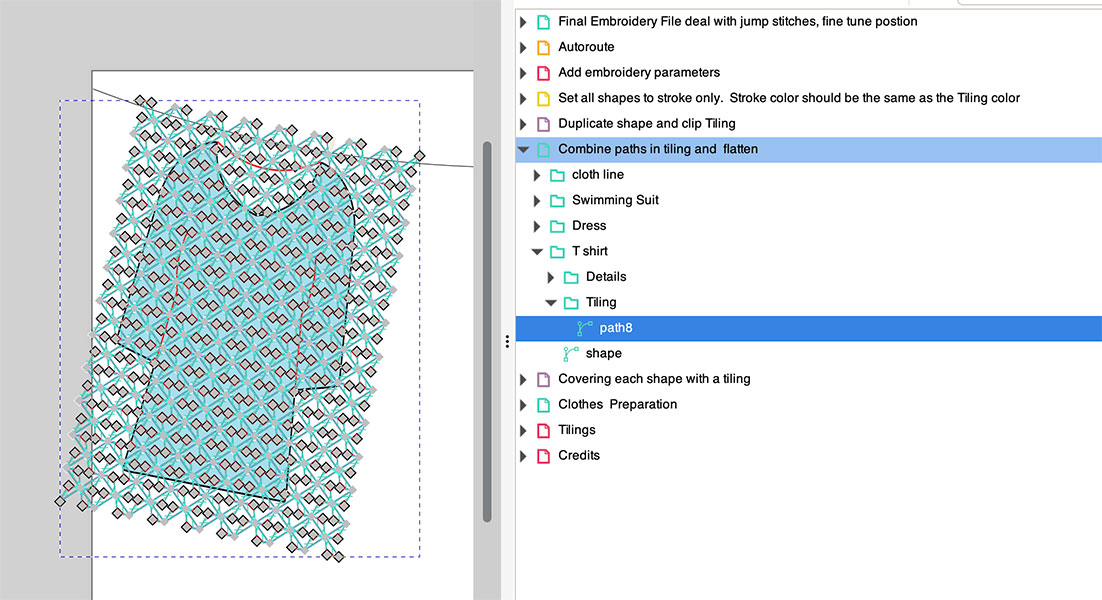 Final Embroidery File deal with jump stitches, fine tune postion
Autoroute
Add embroidery parameters
Set all shapes to stroke only.  Stroke color should be the same as the Tiling color
Duplicate shape and clip Tiling
Combine paths in tiling and  flatten
cloth line
Swimming Suit
Dress
T shirt
Details
Tiling
path8
shape
Covering each shape with a tiling
Clothes  Preparation
Tilings
Credits